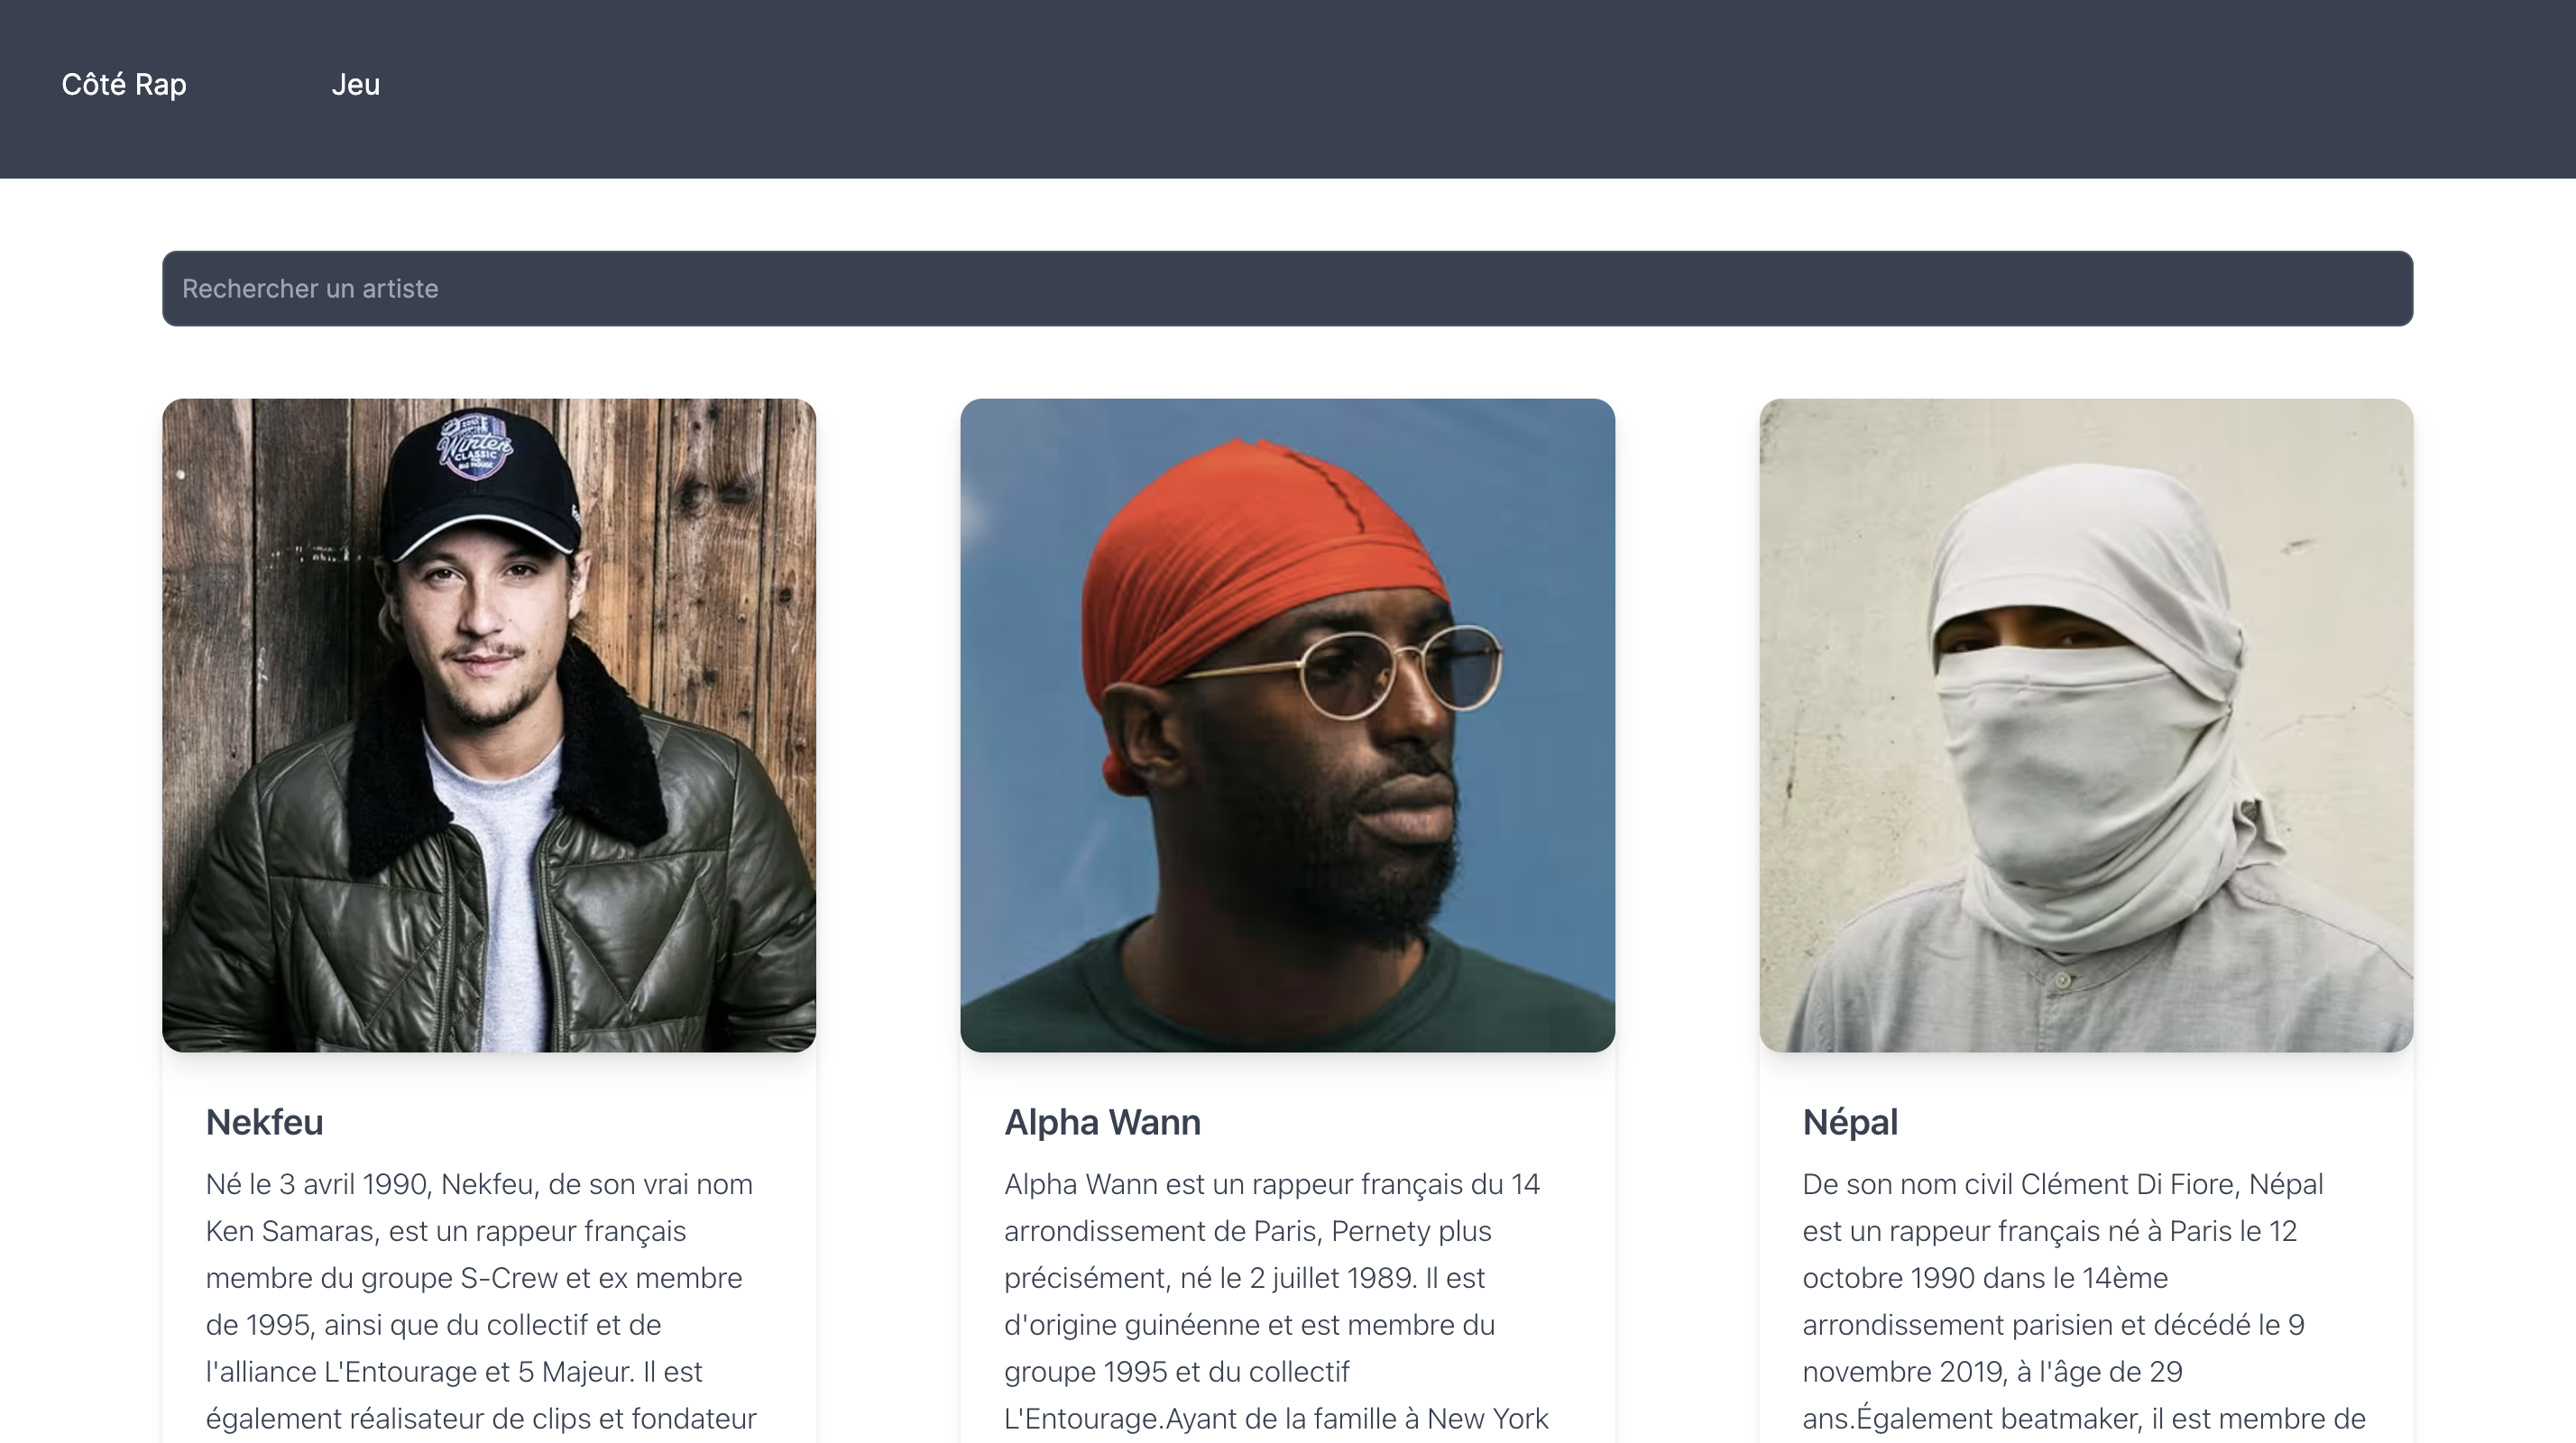 Côté Rap
Jeu
Rechercher un artiste
Winter
CLASSIC
BIG HOUSE
Nekfeu
Né le 3 avril 1990, Nekfeu, de son vrai nom
Ken Samaras, est un rappeur français
membre du groupe S-Crew et ex membre
de 1995, ainsi que du collectif et de
l'alliance L'Entourage et 5 Majeur. Il est
également réalisateur de clips et fondateur
Alpha Wann
Alpha Wann est un rappeur français du 14
arrondissement de Paris, Pernety plus
précisément, né le 2 juillet 1989. Il est
d'origine guinéenne et est membre du
groupe 1995 et du collectif
L'Entourage.Ayant de la famille à New York
Népal
De son nom civil Clément Di Fiore, Népal
est un rappeur français né à Paris le 12
octobre 1990 dans le 14ème
arrondissement parisien et décédé le 9
novembre 2019, à l'âge de 29
ans.Également beatmaker, il est membre de